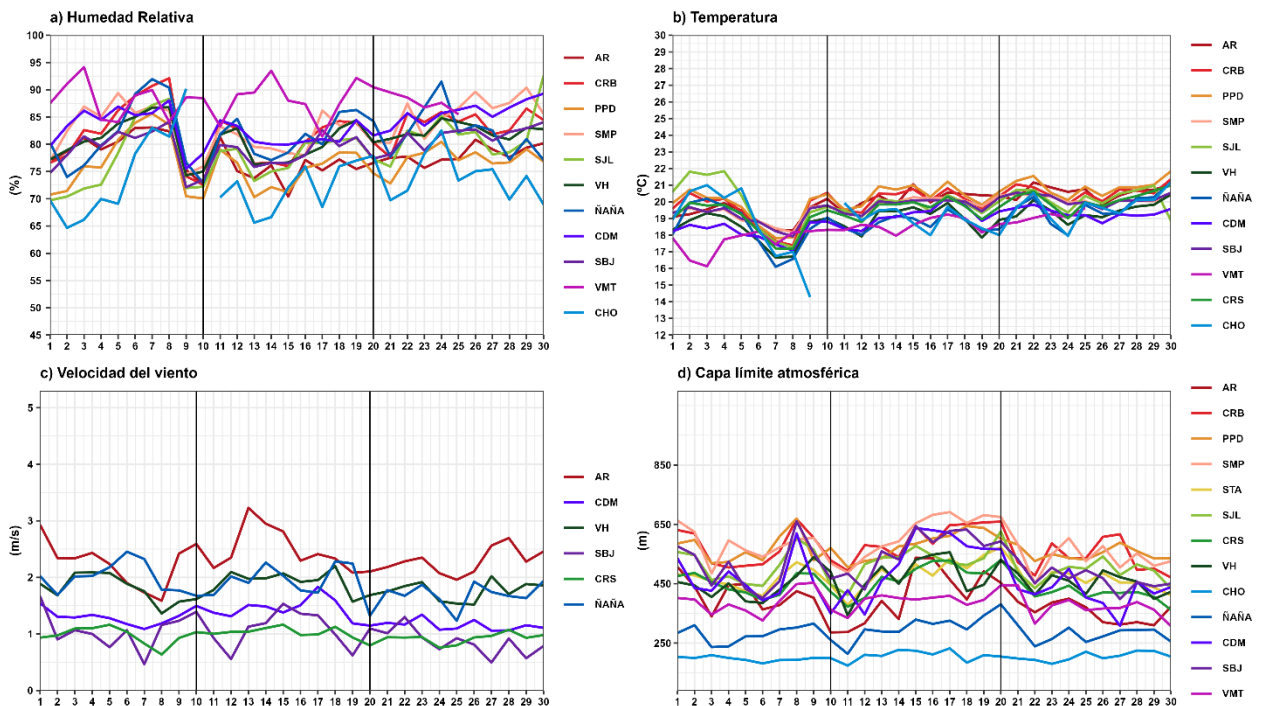 a) Humedad Relativa
100
95
90
85
80
75
70
65
60
55
50
45
(%)
1 2 3 4 5 6 7 8 9 10 11 12 13 14 15 16 17 18 19 20 21 22 23 24 25 26 27 28 29 30
AR
CRB
PPD
SMP
SJL
VH
ÑAÑA
CDM
SBJ
VMT
CHO
b) Temperatura
30
29
28
27
26
25
24
23
22
21
20
19
18
17
16
15
14
13
12
(ºC)
1 2 3 4 5 6 7 8 9 10 11 12 13 14 15 16 17 18 19 20 21 22 23 24 25 26 27 28 29 30
AR
CRB
PPD
SMP
SJL
VH
ÑAÑA
CDM
SBJ
VMT
CRS
CHO
c) Velocidad del viento
5
4
3
2
1
0
(m/s)
1 2 3 4 5 6 7 8 9 10 11 12 13 14 15 16 17 18 19 20 21 22 23 24 25 26 27 28 29 30
AR
CDM
VH
SBJ
CRS
ÑAÑA
d) Capa límite atmosférica
850
650
450
250
(m)
1 2 3 4 5 6 7 8 9 10 11 12 13 14 15 16 17 18 19 20 21 22 23 24 25 26 27 28 29 30
AR
CRB
PPD
SMP
STA
SJL
CRS
VH
CHO
ÑAÑA
CDM
SBJ
VMT